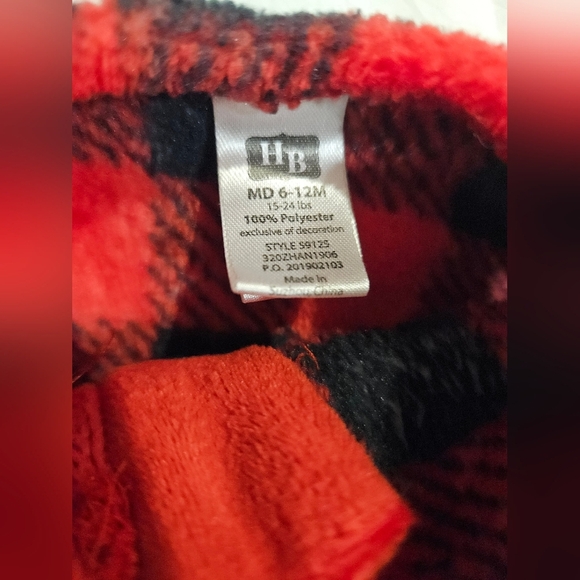 HB
MD 6-12M
15-24 lbs
100% Polyester
exclusive of decoration
STYLE 59125
320ZHAN1906
P.O. 201902103
Made in
China